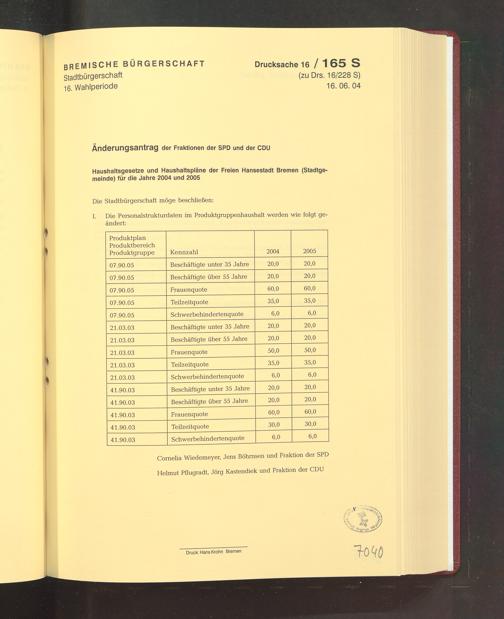 BREMISCHE BÜRGERSCHAFT
Stadtbürgerschaft
16. Wahlperiode
Drucksache 16 / 165 S
(zu Drs. 16/228 S)
16. 06. 04
Änderungsantrag der Fraktionen der SPD und der CDU
Haushaltsgesetze und Haushaltspläne der Freien Hansestadt Bremen (Stadtge-
meinde) für die Jahre 2004 und 2005
Die Stadtbürgerschaft möge beschließen:
I. Die Personalstrukturdaten im Produktgruppenhaushalt werden wie folgt ge-
ändert:
Produktplan
Produktbereich
Produktgruppe Kennzahl 2004 2005
07.90.05 Beschäftigte unter 35 Jahre 20,0 20,0
07.90.05 Beschäftigte über 55 Jahre 20,0 20,0
07.90.05 Frauenquote 60,0 60,0
07.90.05 Teilzeitquote 35,0 35,0
07.90.05 Schwerbehindertenquote 6,0 6,0
21.03.03 Beschäftigte unter 35 Jahre 20,0 20,0
21.03.03 Beschäftigte über 55 Jahre 20,0 20,0
21.03.03 Frauenquote 50,0 50,0
21.03.03 Teilzeitquote 35,0 35,0
21.03.03 Schwerbehindertenquote 6,0 6,0
41.90.03 Beschäftigte unter 35 Jahre 20,0 20,0
41.90.03 Beschäftigte über 55 Jahre 20,0 20,0
41.90.03 Frauenquote 60,0 60,0
41.90.03 Teilzeitquote 30,0 30,0
41.90.03 Schwerbehindertenquote 6,0 6,0
Cornelia Wiedemeyer, Jens Böhrnsen und Fraktion der SPD
Helmut Pflugradt, Jörg Kastendiek und Fraktion der CDU
Druck: Hans Krohn Bremen
7040